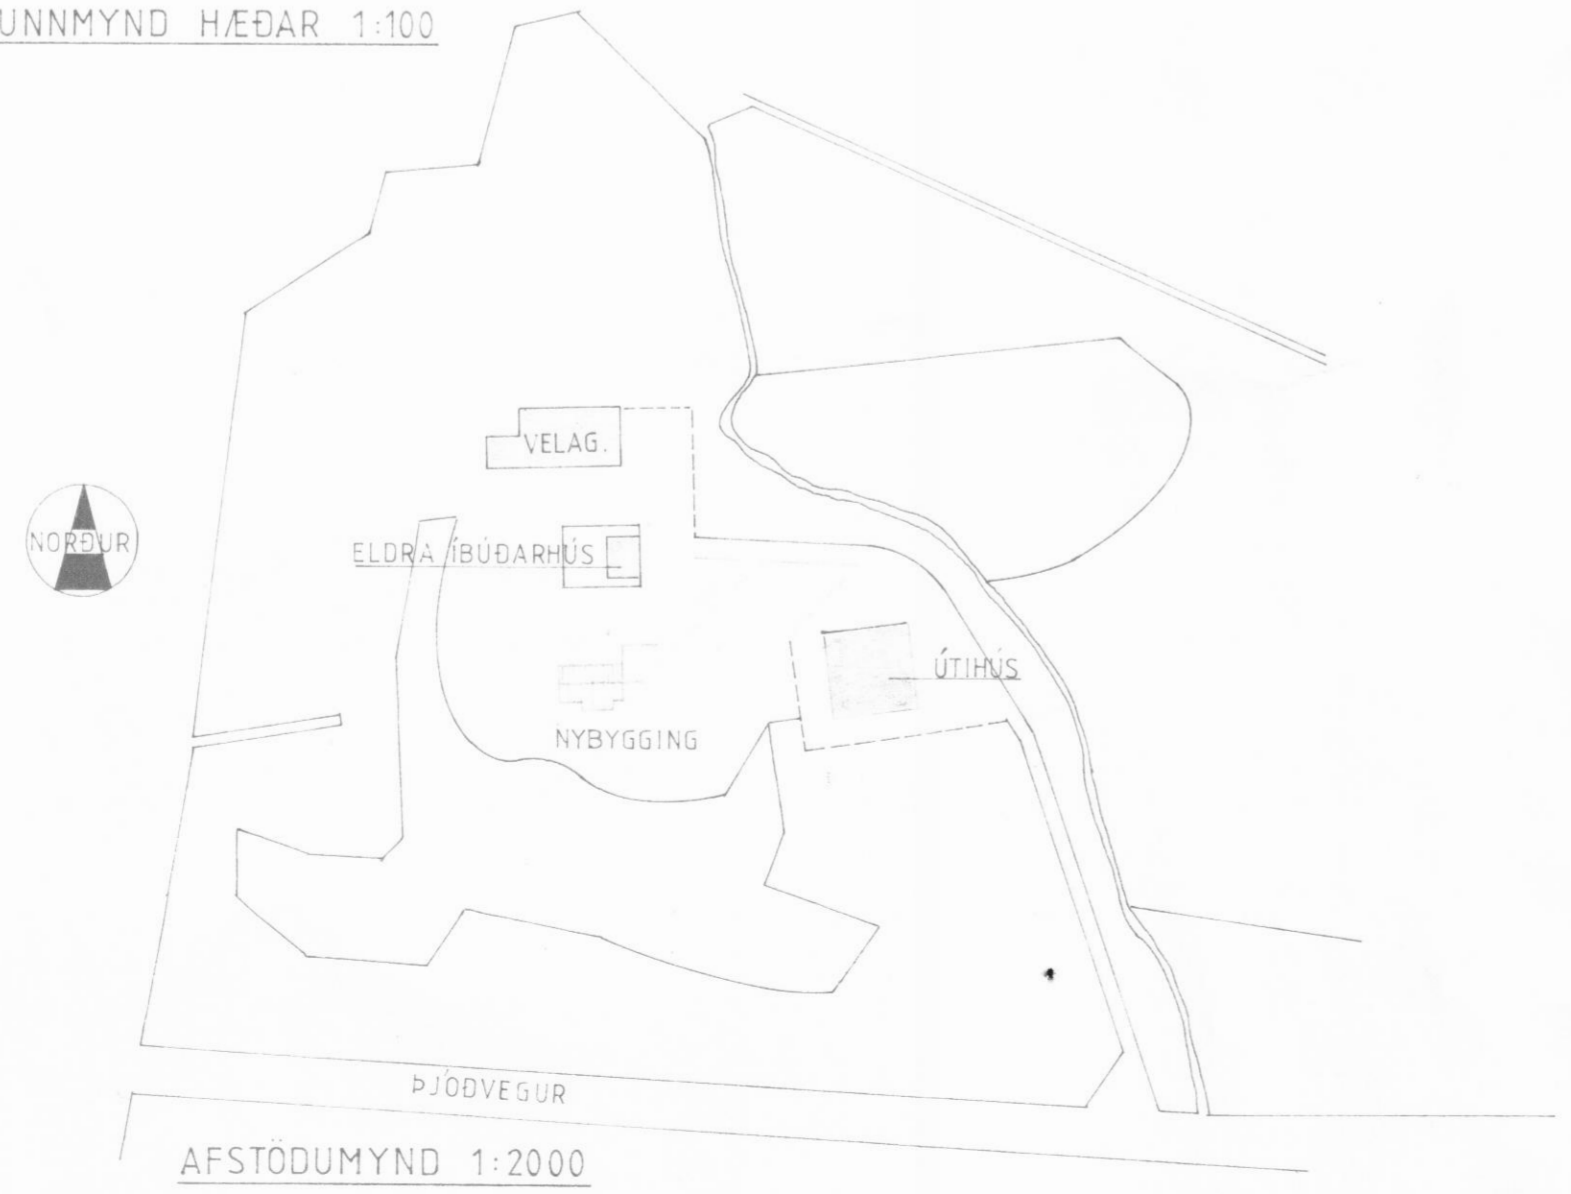 UNNMYND HÆÐAR 1:100
VELAG.
NORÐUR
ELDRA ÍBÚÐARHÚS
ÚTIHÚS
NYBYGGING
ÞJÓÐVEGUR
AFSTÖÐUMYND 1:2000